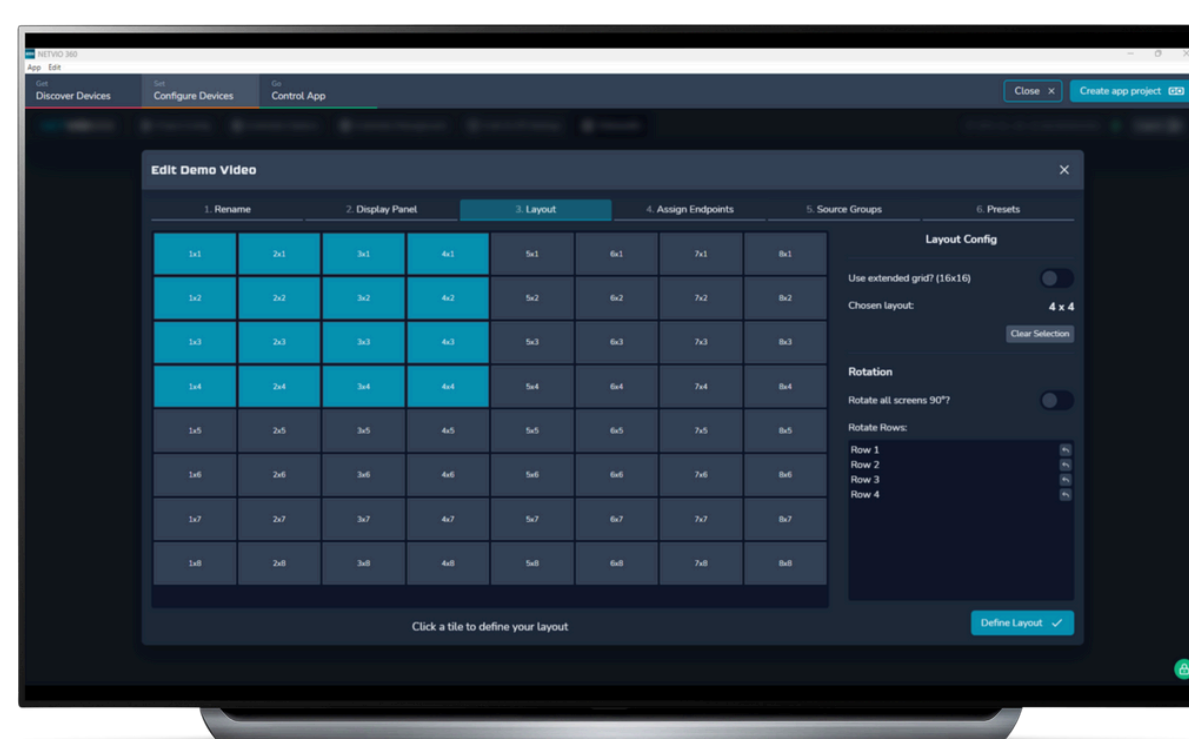 NETVIO 360
App Edit
Get
Discover Devices
Set
Configure Devices
Go
Control App
Close ×
Create app project GO
Edit Demo Video
1. Rename
2. Display Panel
3. Layout
4. Assign Endpoints
5. Source Groups
6. Presets
1x1 2x1 3x1 4x1 5x1 6x1 7x1 8x1
1x2 2x2 3x2 4x2 5x2 6x2 7x2 8x2
1x3 2x3 3x3 4x3 5x3 6x3 7x3 8x3
1x4 2x4 3x4 4x4 5x4 6x4 7x4 8x4
1x5 2x5 3x5 4x5 5x5 6x5 7x5 8x5
1x6 2x6 3x6 4x6 5x6 6x6 7x6 8x6
1x7 2x7 3x7 4x7 5x7 6x7 7x7 8x7
1x8 2x8 3x8 4x8 5x8 6x8 7x8 8x8
Click a tile to define your layout
Layout Config
Use extended grid? (16x16)
Chosen layout: 4 x 4
Clear Selection
Rotation
Rotate all screens 90°?
Rotate Rows:
Row 1
Row 2
Row 3
Row 4
Define Layout